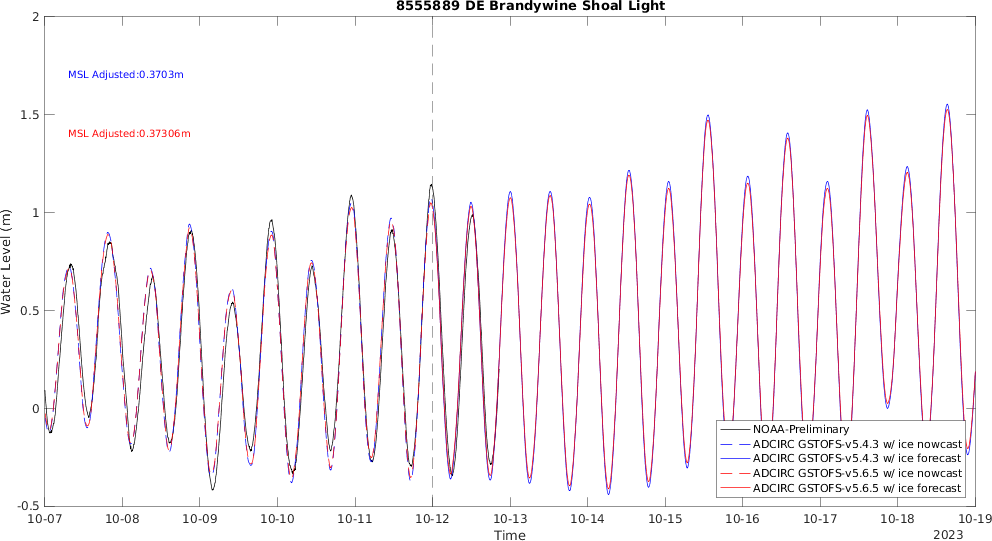 8555889 DE Brandywine Shoal Light
2
1.5
1
0.5
0
-0.5
Water Level (m)
MSL Adjusted:0.3703m
MSL Adjusted:0.37306m
NOAA-Preliminary
ADCIRC GSTOFS-v5.4.3 w/ ice nowcast
ADCIRC GSTOFS-v5.4.3 w/ ice forecast
ADCIRC GSTOFS-v5.6.5 w/ ice nowcast
ADCIRC GSTOFS-v5.6.5 w/ ice forecast
10-07 10-08 10-09 10-10 10-11 10-12 10-13 10-14 10-15 10-16 10-17 10-18 10-19
Time
2023